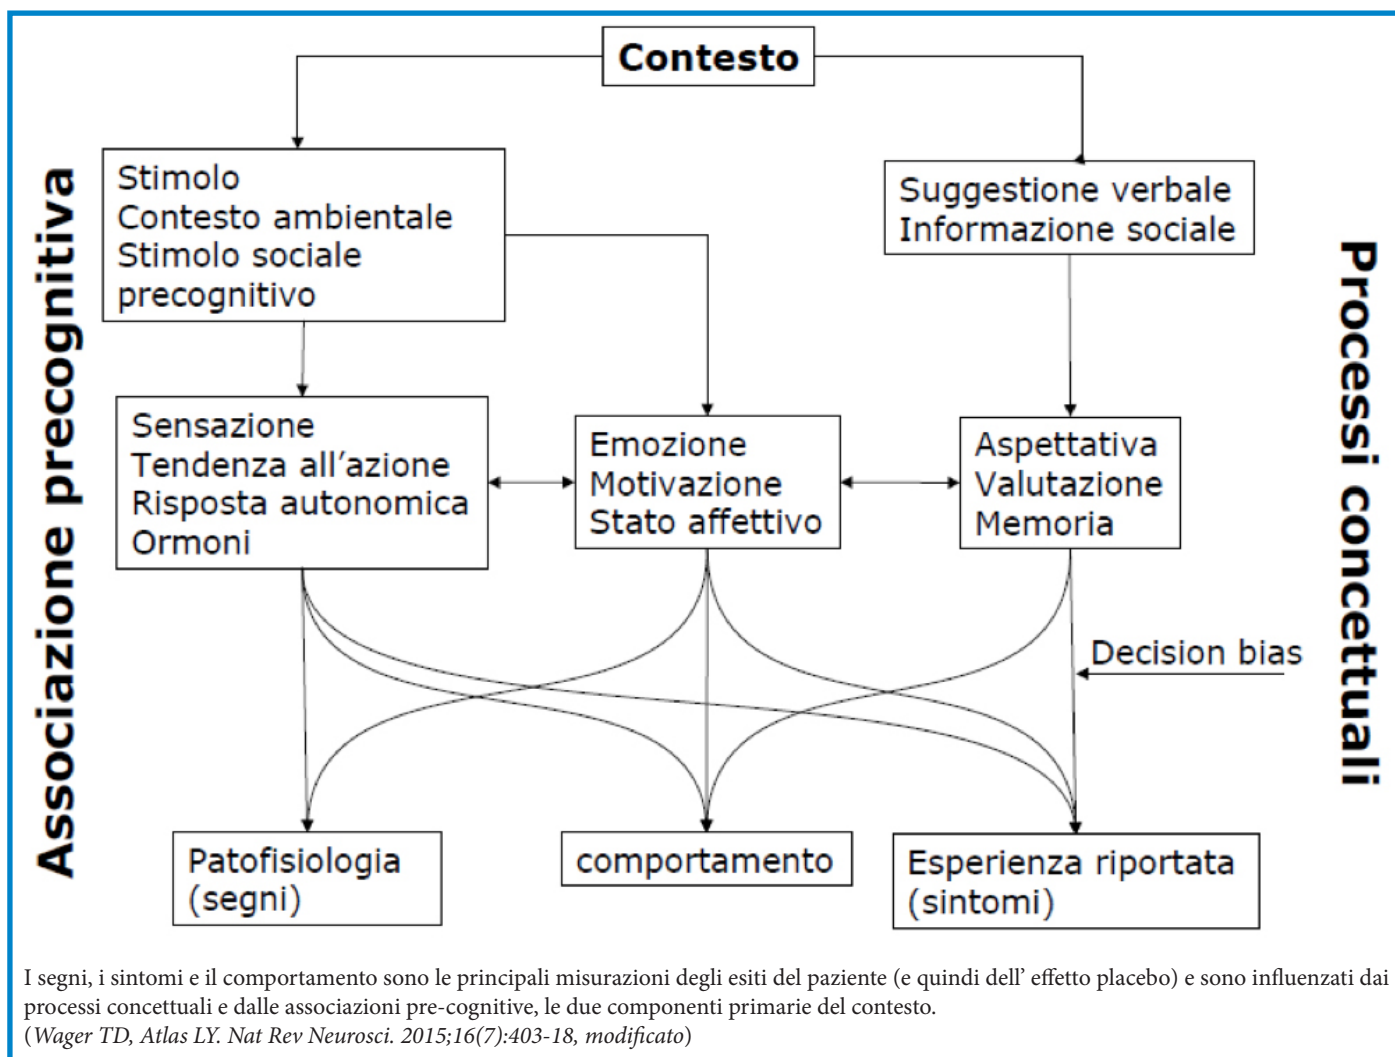 Contesto
Associazione precognitiva
Processi concettuali
Stimolo
Contesto ambientale
Stimolo sociale
precognitivo
Suggestione verbale
Informazione sociale
Sensazione
Tendenza all'azione
Risposta autonomica
Ormoni
Emozione
Motivazione
Stato affettivo
Aspettativa
Valutazione
Memoria
Decision bias
Patofisiologia
(segni)
comportamento
Esperienza riportata
(sintomi)
I segni, i sintomi e il comportamento sono le principali misurazioni degli esiti del paziente (e quindi dell' effetto placebo) e sono influenzati dai
processi concettuali e dalle associazioni pre-cognitive, le due componenti primarie del contesto.
(Wager TD, Atlas LY. Nat Rev Neurosci. 2015;16(7):403-18, modificato)